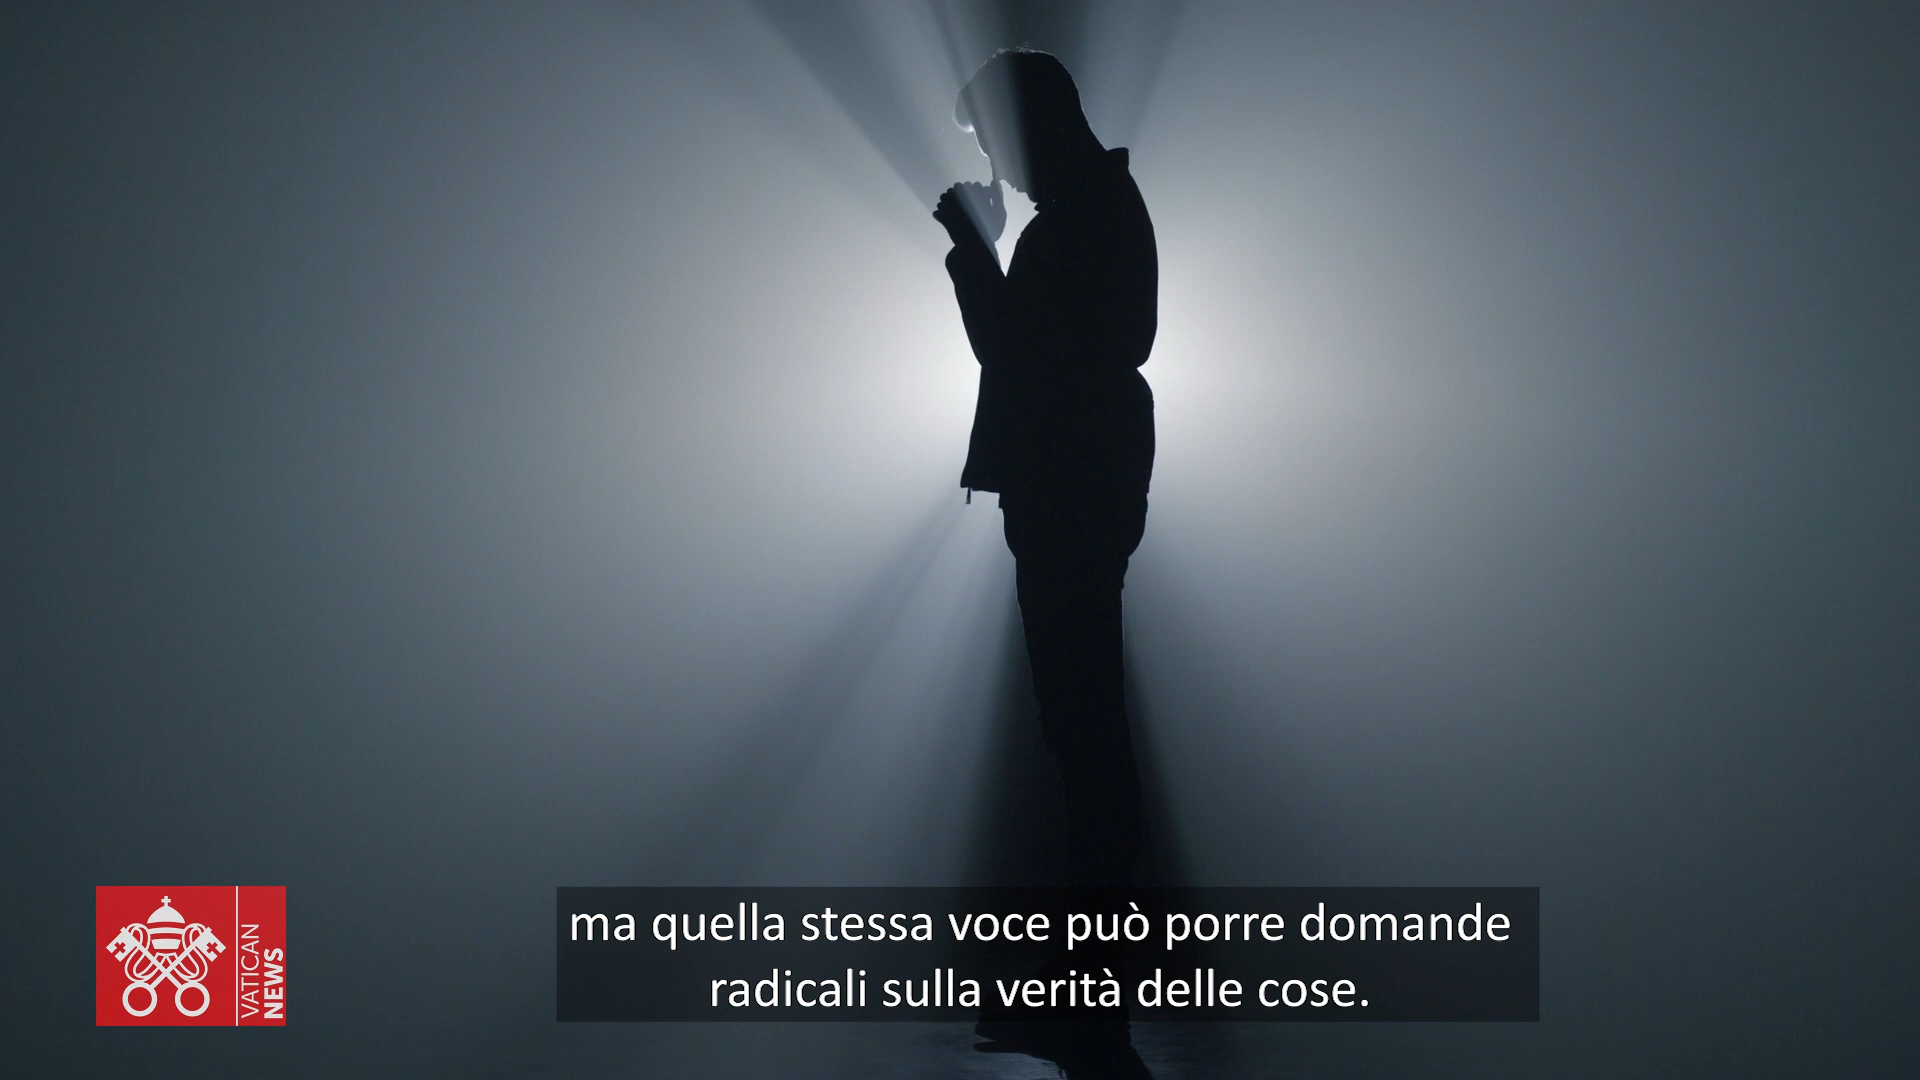 VATICAN
NEWS
ma quella stessa voce può porre domande
radicali sulla verità delle cose.